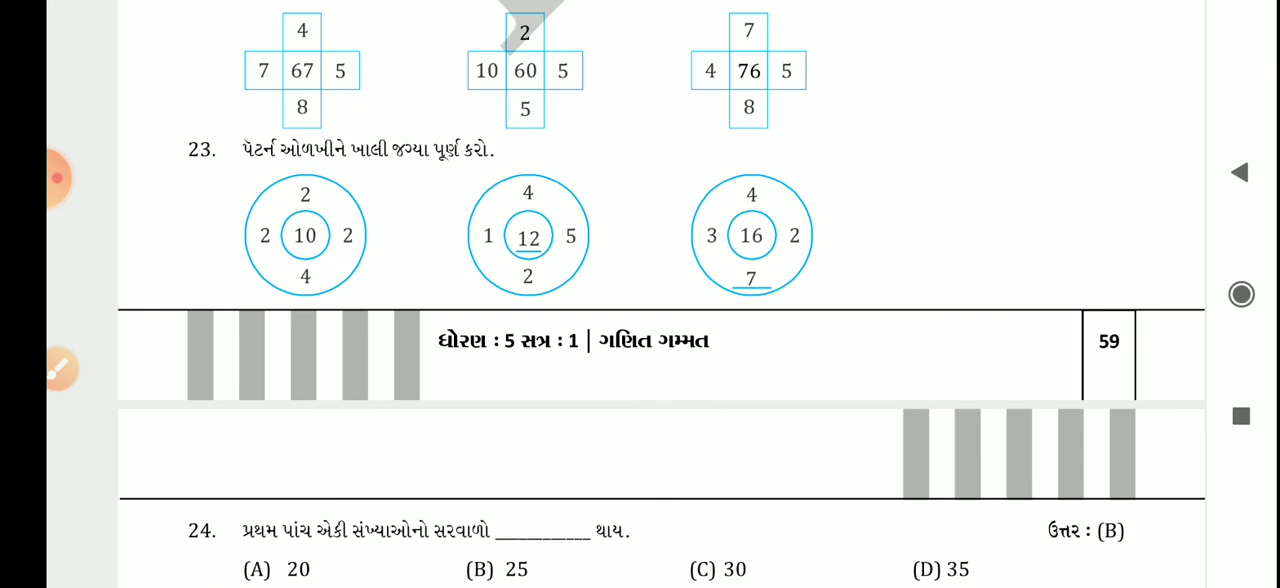 4
7 67 5
8
2
10 60 5
5
7
4 76 5
8
23. પૅટર્ન ઓળખીને ખાલી જગ્યા પૂર્ણ કરો.
2
2 10 2
4
4
1 12 5
2
4
3 16 2
7
ધોરણ : 5 સત્ર : 1 | ગણિત ગમ્મત
59
24. પ્રથમ પાંચ એકી સંખ્યાઓનો સરવાળો ___________ થાય. ઉત્તર : (B)
(A) 20 (B) 25 (C) 30 (D) 35